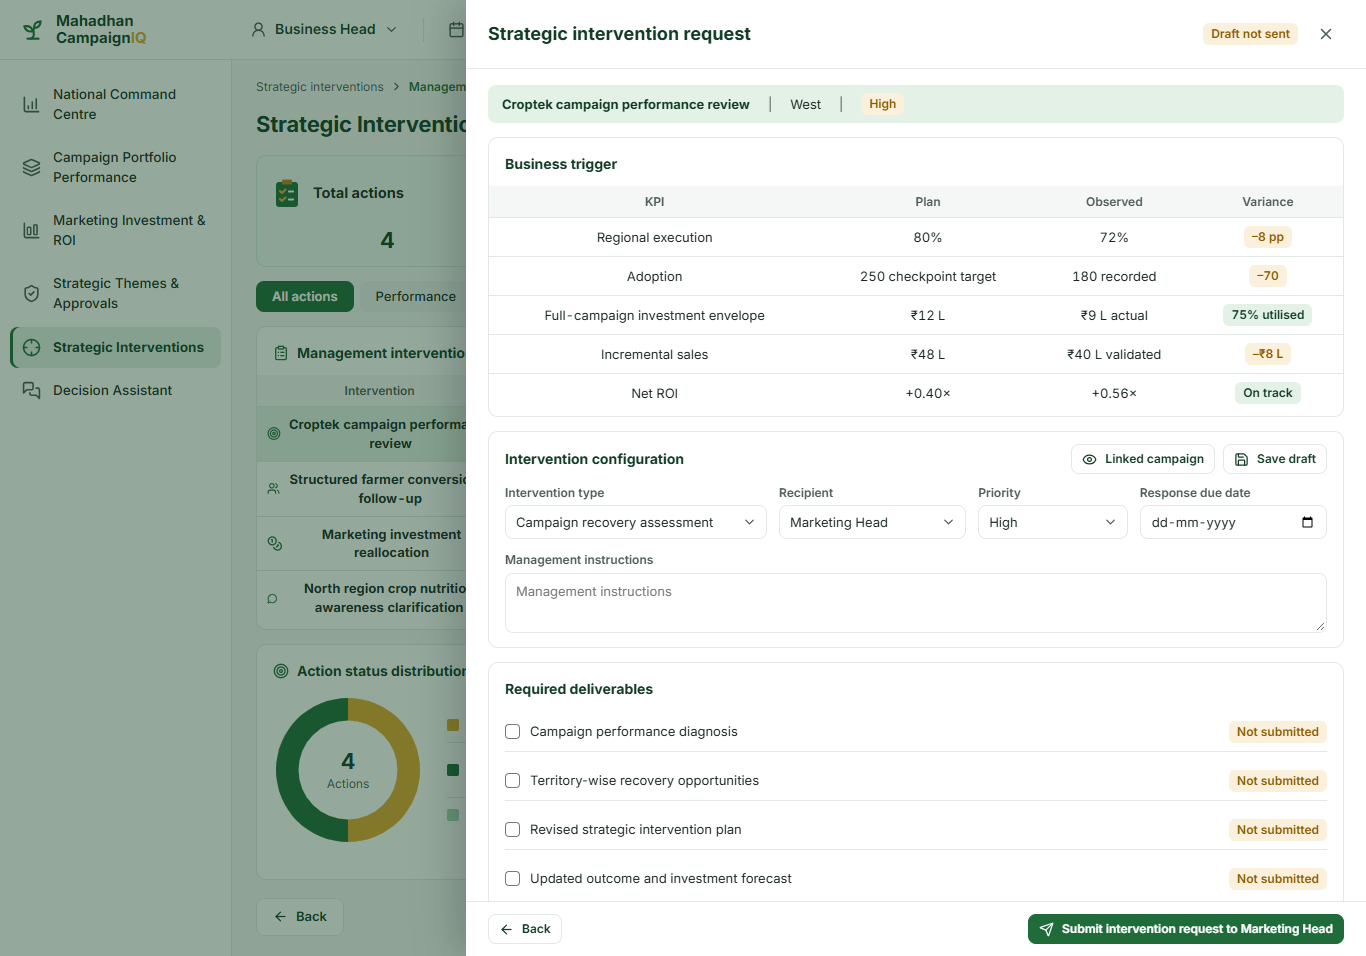 Mahadhan
CampaignIQ
Business Head
National Command
Centre
Campaign Portfolio
Performance
Marketing Investment &
ROI
Strategic Themes &
Approvals
Strategic Interventions
Decision Assistant
Strategic interventions > Managem
Strategic Interventio
Total actions
4
All actions
Performance
Management interventio
Intervention
Croptek campaign performa
review
Structured farmer conversio
follow-up
Marketing investment
reallocation
North region crop nutritio
awareness clarification
Action status distribution
4
Actions
Back
Strategic intervention request
Draft not sent
Croptek campaign performance review | West | High
Business trigger
KPI Plan Observed Variance
Regional execution 80% 72% −8 pp
Adoption 250 checkpoint target 180 recorded −70
Full-campaign investment envelope ₹12 L ₹9 L actual 75% utilised
Incremental sales ₹48 L ₹40 L validated −₹8 L
Net ROI +0.40× +0.56× On track
Intervention configuration
Linked campaign
Save draft
Intervention type Recipient Priority Response due date
Campaign recovery assessment Marketing Head High dd-mm-yyyy
Management instructions
Management instructions
Required deliverables
Campaign performance diagnosis Not submitted
Territory-wise recovery opportunities Not submitted
Revised strategic intervention plan Not submitted
Updated outcome and investment forecast Not submitted
Back
Submit intervention request to Marketing Head